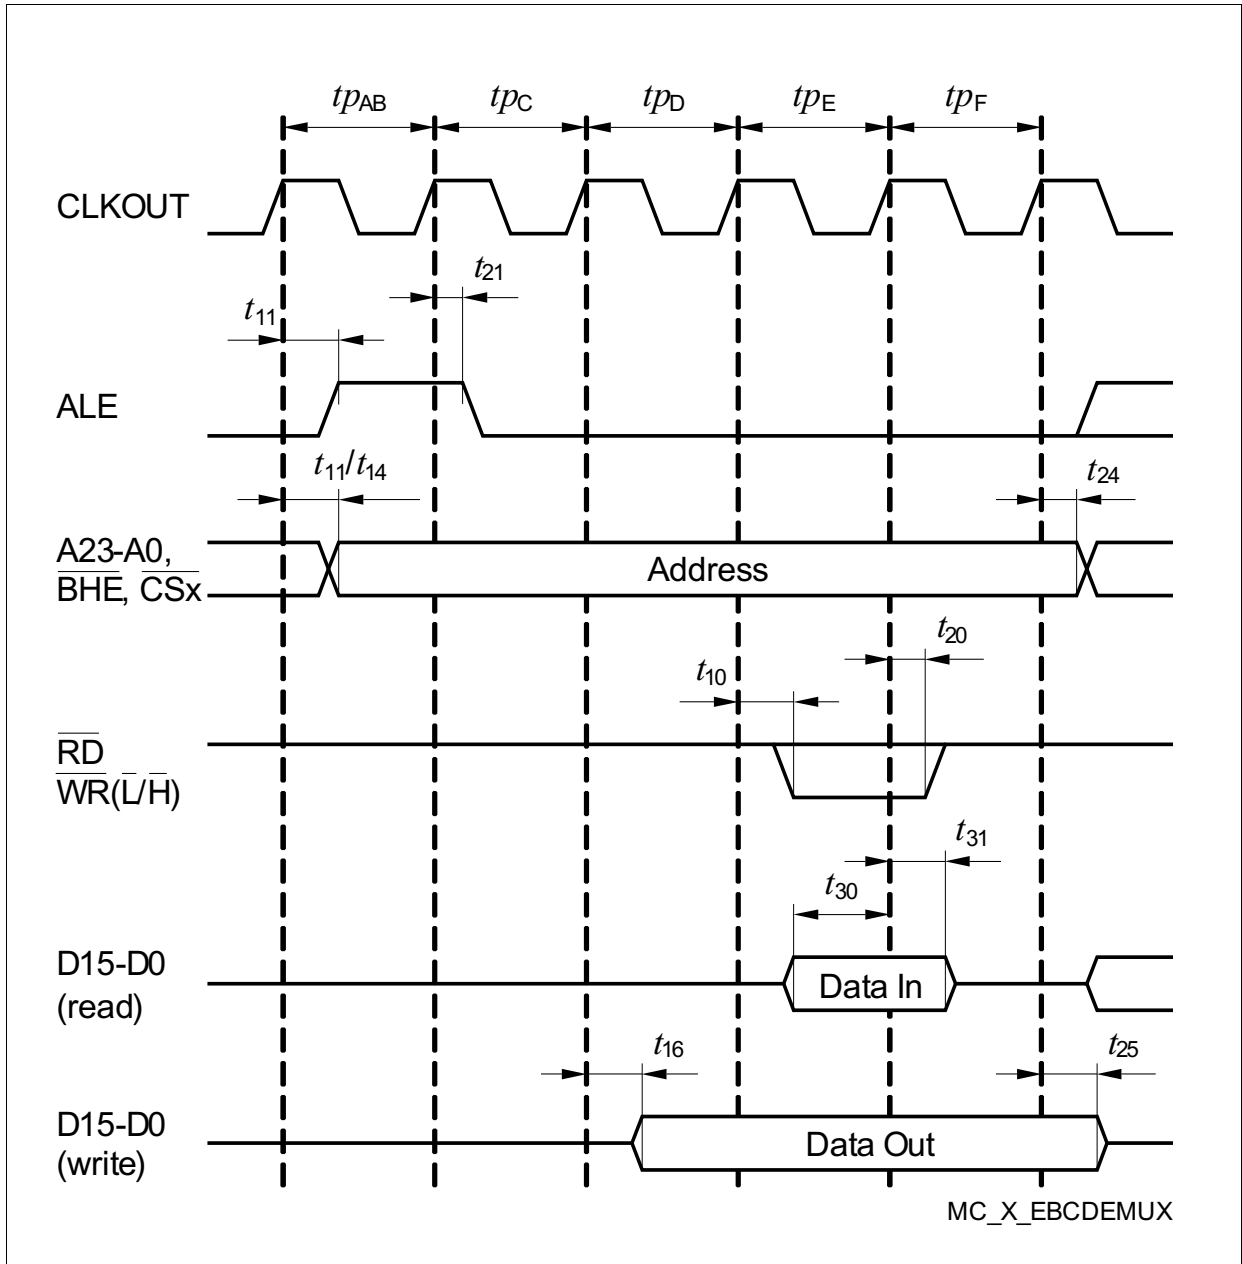 tpAB tpC tpD tpE tpF
CLKOUT
t21
t11
ALE
t11/t14 t24
A23-A0,
BHE, CSx
Address
t20
t10
RD
WR(L/H)
t31
t30
D15-D0
(read)
Data In
t16 t25
D15-D0
(write)
Data Out
MC_X_EBCDEMUX